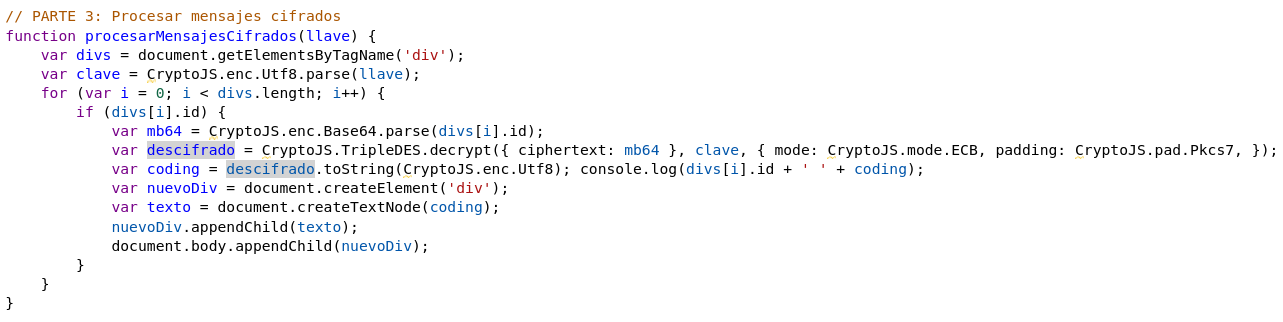 // PARTE 3: Procesar mensajes cifrados
function procesarMensajesCifrados(llave) {
    var divs = document.getElementsByTagName('div');
    var clave = CryptoJS.enc.Utf8.parse(llave);
    for (var i = 0; i < divs.length; i++) {
        if (divs[i].id) {
            var mb64 = CryptoJS.enc.Base64.parse(divs[i].id);
            var descifrado = CryptoJS.TripleDES.decrypt({ ciphertext: mb64 }, clave, { mode: CryptoJS.mode.ECB, padding: CryptoJS.pad.Pkcs7, });
            var coding = descifrado.toString(CryptoJS.enc.Utf8); console.log(divs[i].id + ' ' + coding);
            var nuevoDiv = document.createElement('div');
            var texto = document.createTextNode(coding);
            nuevoDiv.appendChild(texto);
            document.body.appendChild(nuevoDiv);
        }
    }
}